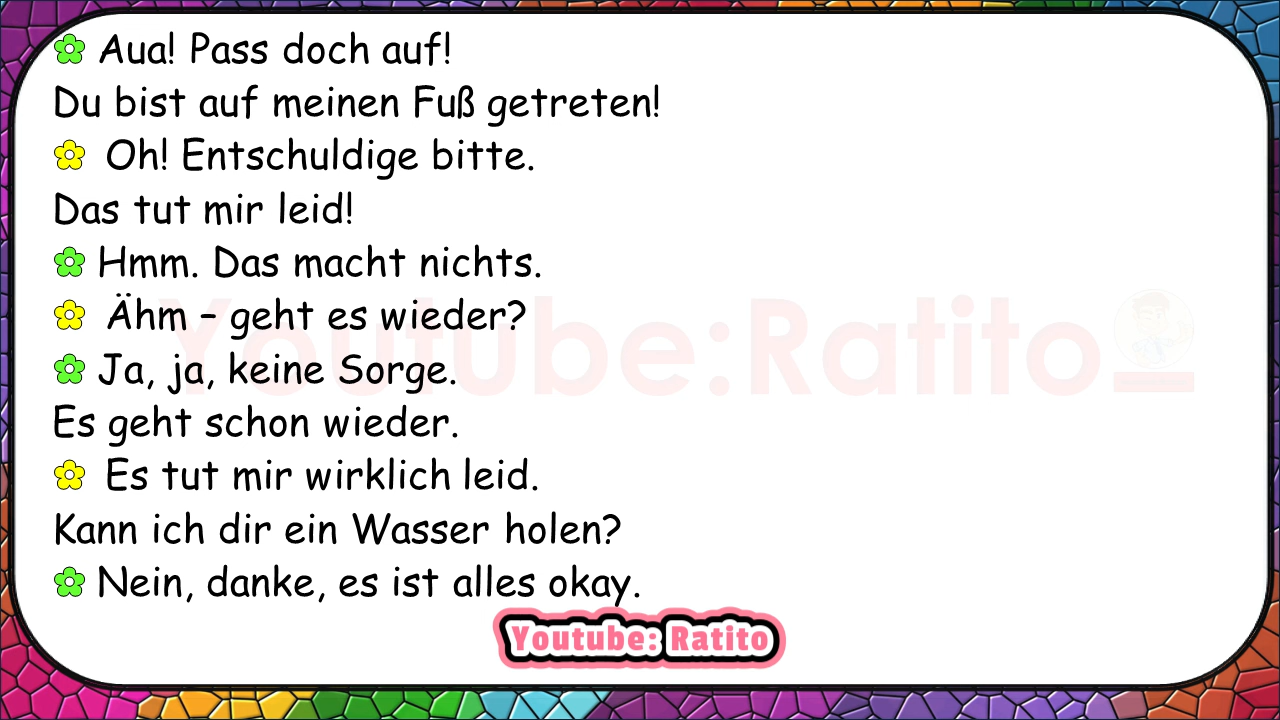 Aua! Pass doch auf!
Du bist auf meinen Fuß getreten!
Oh! Entschuldige bitte.
Das tut mir leid!
Hmm. Das macht nichts.
Ähm – geht es wieder?
Ja, ja, keine Sorge.
Es geht schon wieder.
Es tut mir wirklich leid.
Kann ich dir ein Wasser holen?
Nein, danke, es ist alles okay.
Youtube:Ratito
Youtube: Ratito